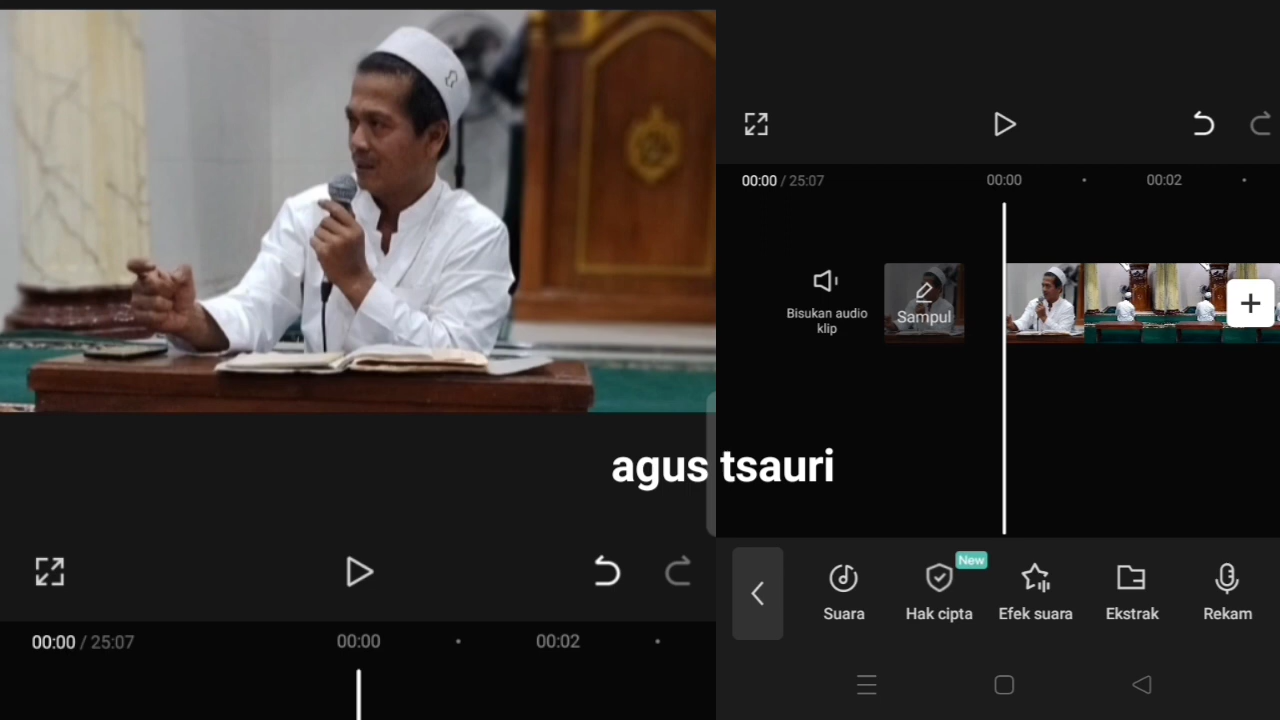 00:00 / 25:07 00:00 00:02
Bisukan audio
klip
Sampul
agus tsauri
New
Suara Hak cipta Efek suara Ekstrak Rekam
00:00 / 25:07 00:00 00:02